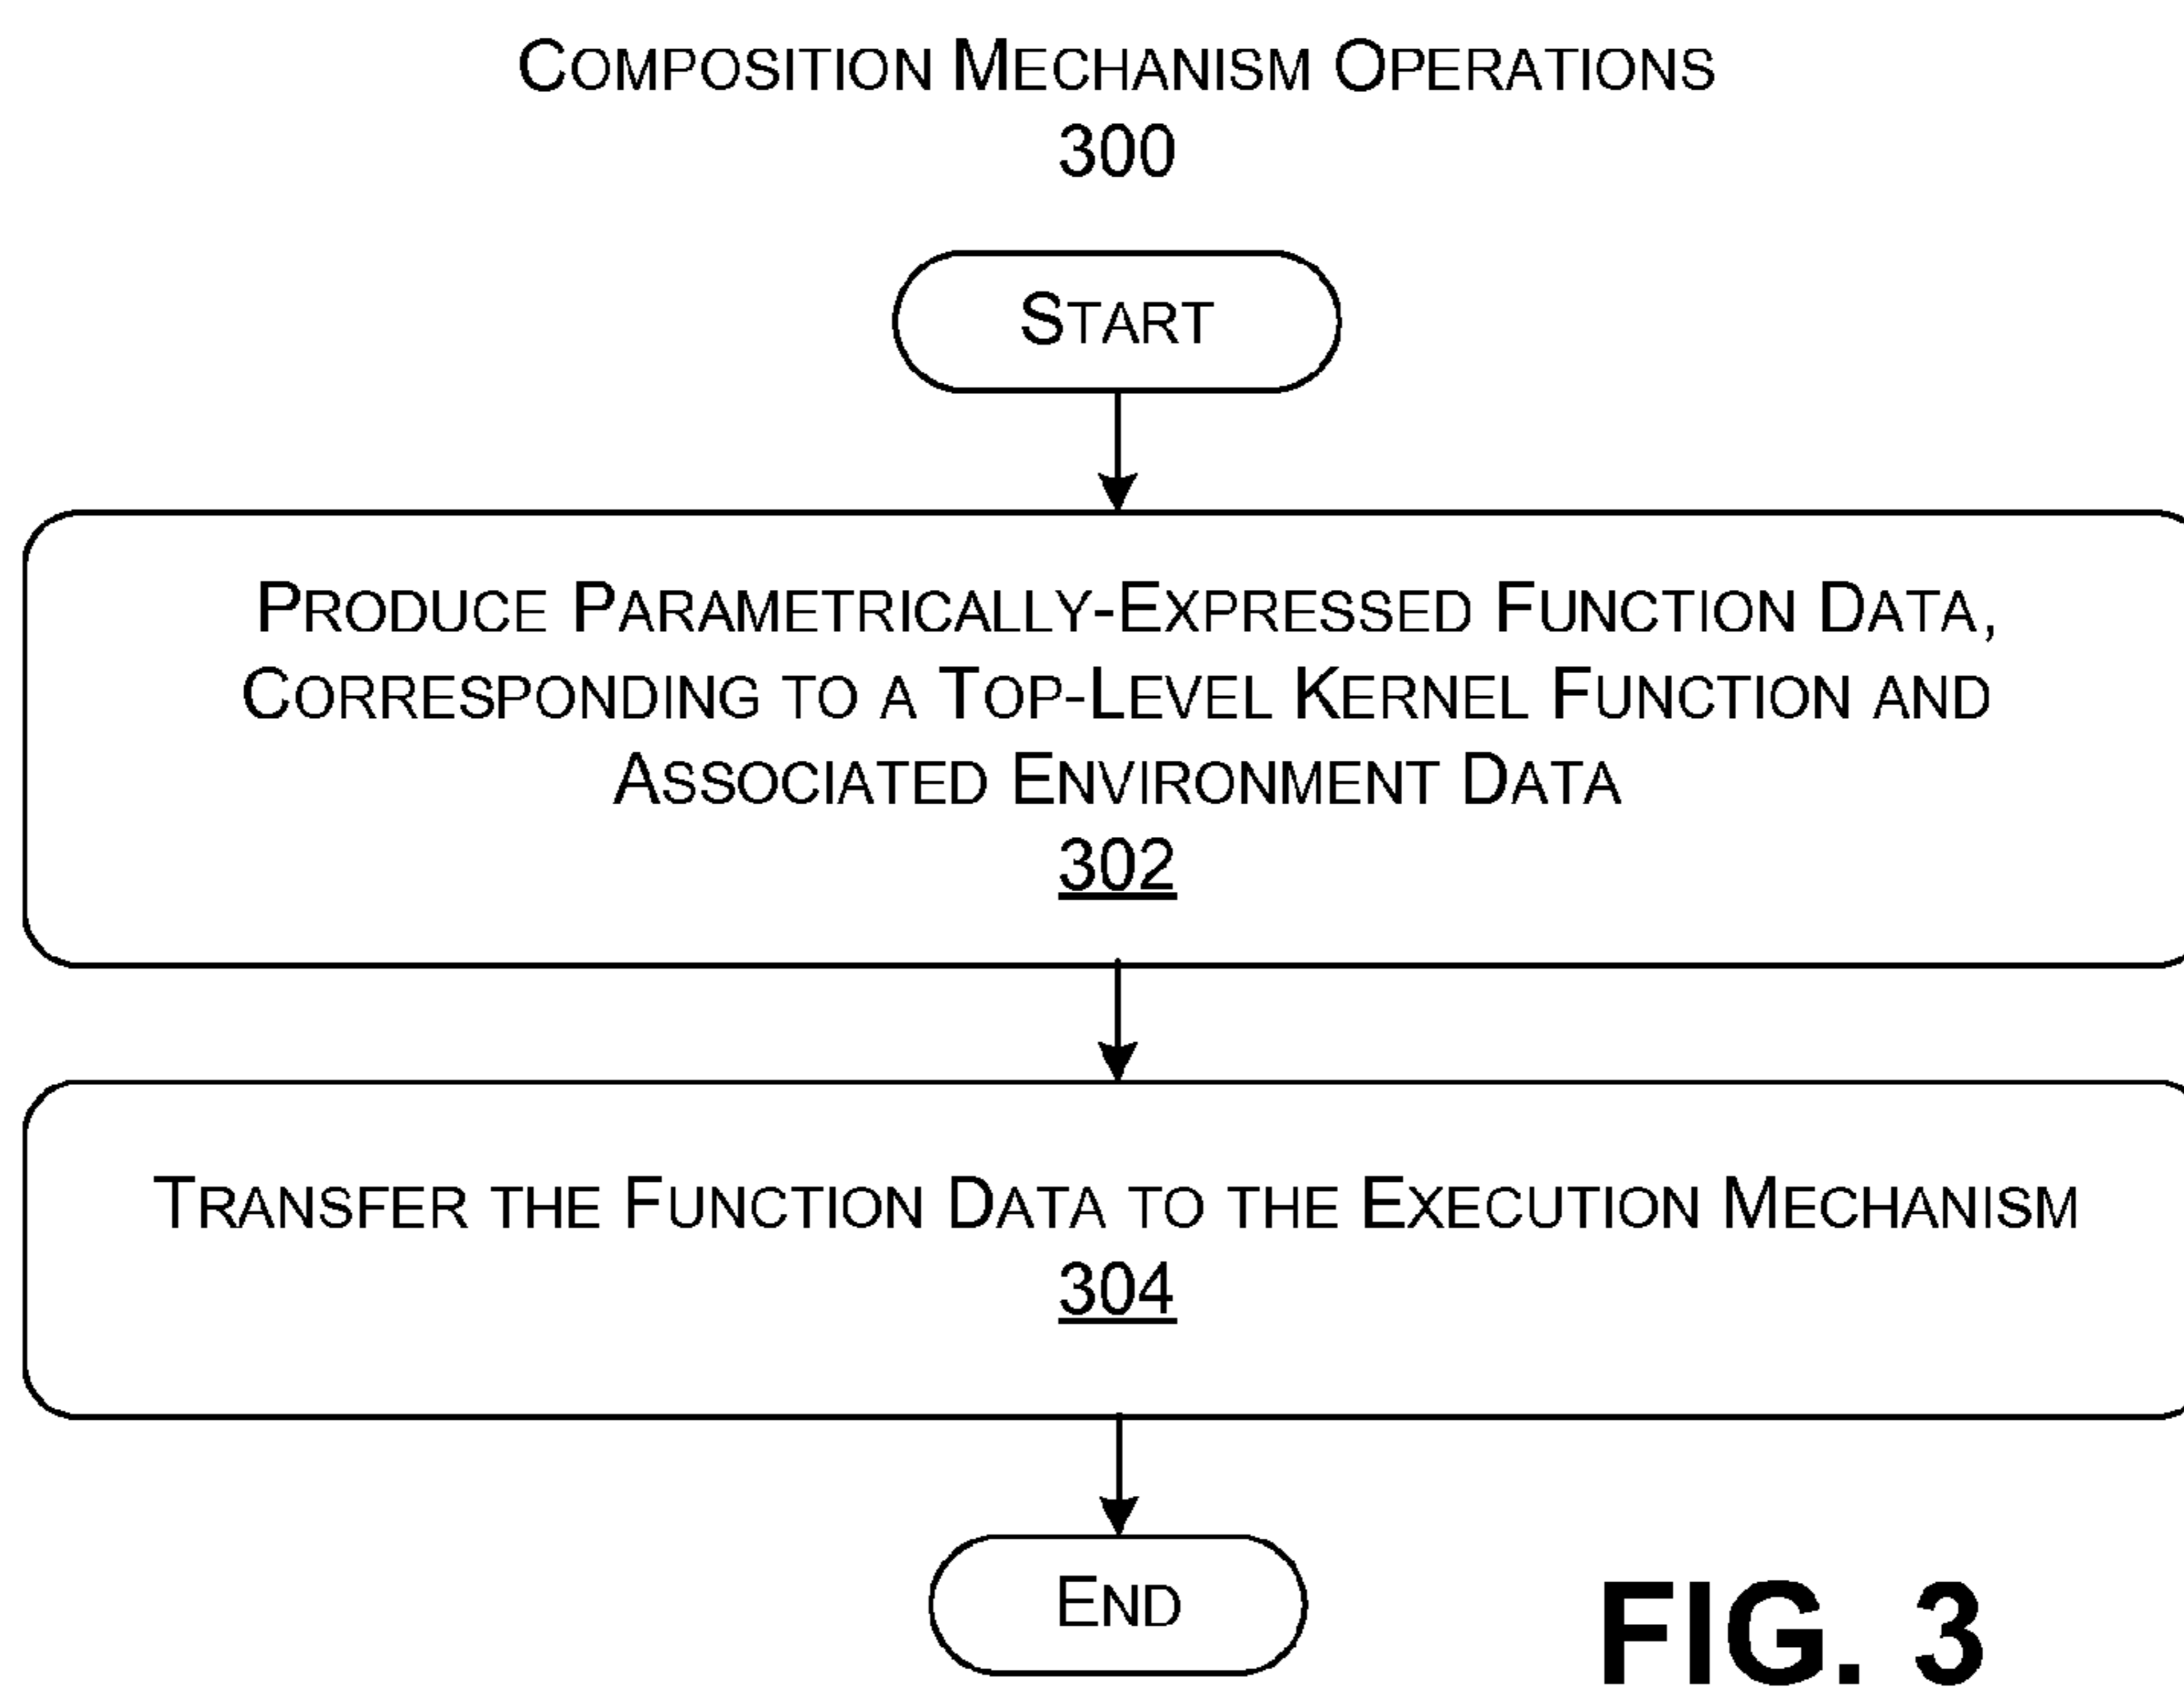 COMPOSITION MECHANISM OPERATIONS
300
START
PRODUCE PARAMETRICALLY-EXPRESSED FUNCTION DATA,
CORRESPONDING TO A TOP-LEVEL KERNEL FUNCTION AND
ASSOCIATED ENVIRONMENT DATA
302
TRANSFER THE FUNCTION DATA TO THE EXECUTION MECHANISM
304
END
FIG. 3